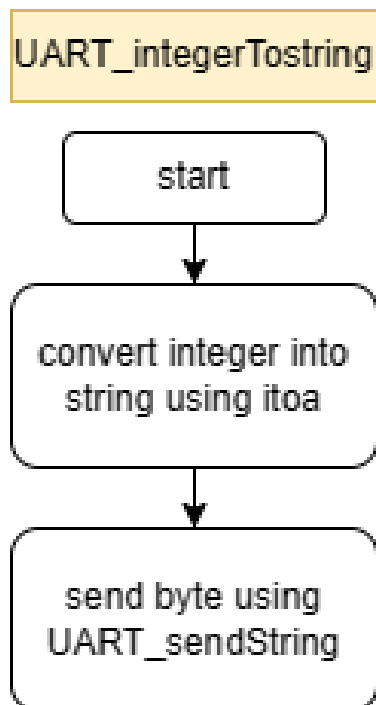 UART_integerTostring
start
convert integer into
string using itoa
send byte using
UART_sendString